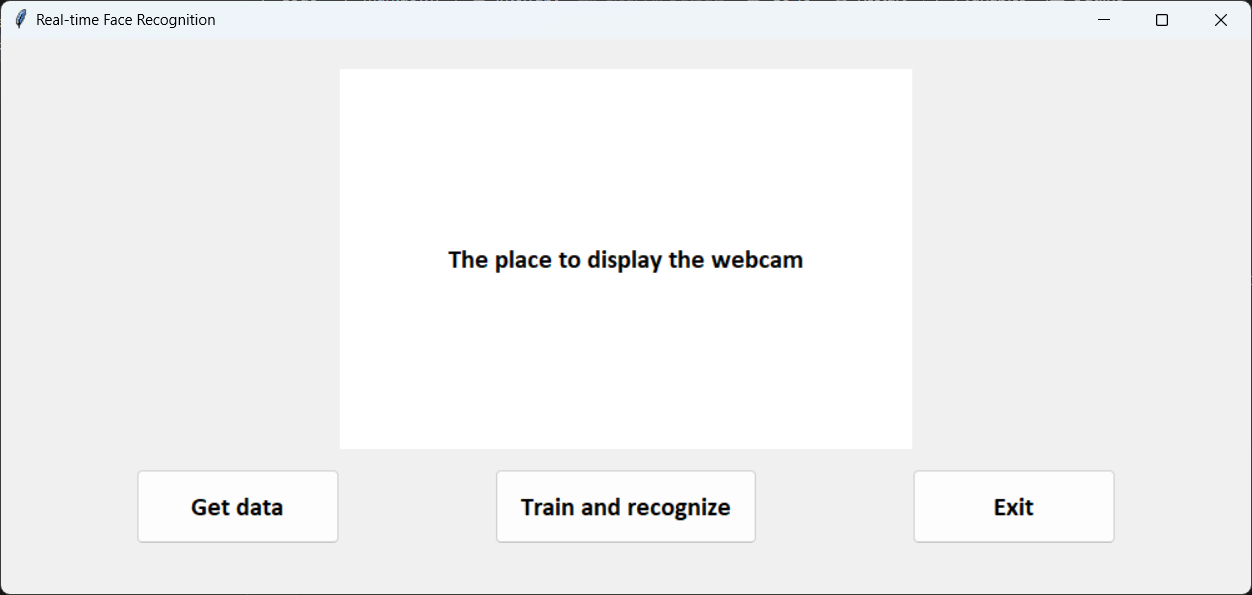 Real-time Face Recognition
The place to display the webcam
Get data
Train and recognize
Exit